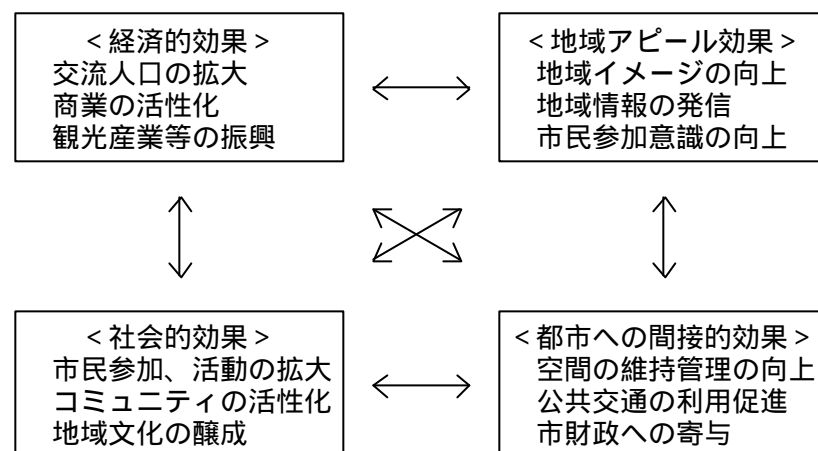 ＜経済的効果＞
交流人口の拡大
商業の活性化
観光産業等の振興
＜地域アピール効果＞
地域イメージの向上
地域情報の発信
市民参加意識の向上
＜社会的効果＞
市民参加、活動の拡大
コミュニティの活性化
地域文化の醸成
＜都市への間接的効果＞
空間の維持管理の向上
公共交通の利用促進
市財政への寄与